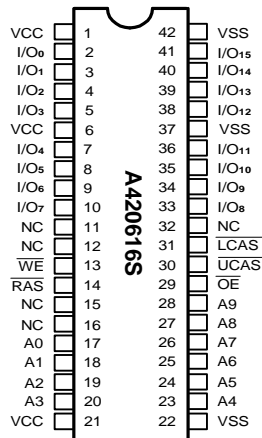 VCC 1 42 VSS
I/O0 2 41 I/O15
I/O1 3 40 I/O14
I/O2 4 39 I/O13
I/O3 5 38 I/O12
VCC 6 37 VSS
I/O4 7 36 I/O11
I/O5 8 35 I/O10
I/O6 9 34 I/O9
I/O7 10 33 I/O8
NC 11 32 NC
NC 12 31 LCAS
WE 13 30 UCAS
RAS 14 29 OE
NC 15 28 A9
NC 16 27 A8
A0 17 26 A7
A1 18 25 A6
A2 19 24 A5
A3 20 23 A4
VCC 21 22 VSS
A420616S